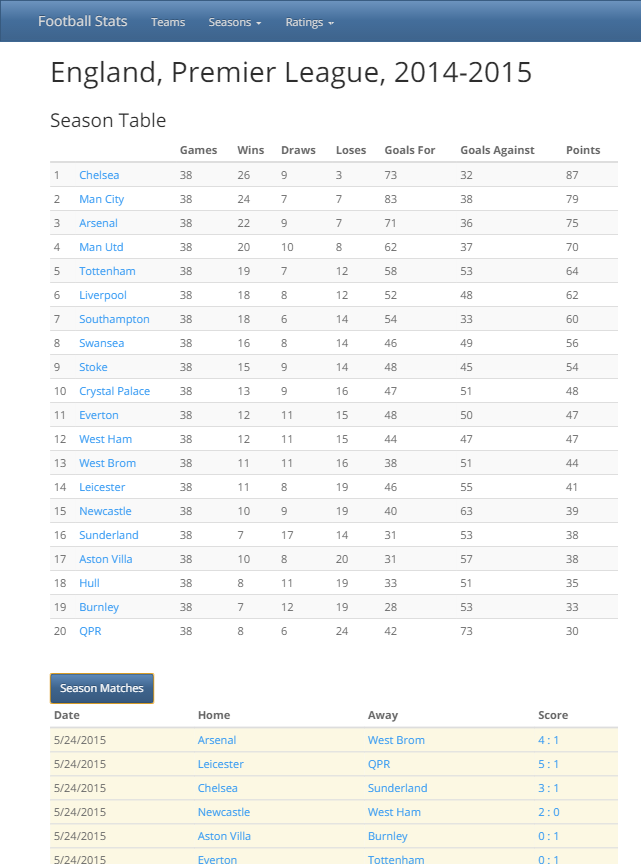 Football Stats Teams Seasons Ratings
England, Premier League, 2014-2015
Season Table
Games Wins Draws Loses Goals For Goals Against Points
1 Chelsea 38 26 9 3 73 32 87
2 Man City 38 24 7 7 83 38 79
3 Arsenal 38 22 9 7 71 36 75
4 Man Utd 38 20 10 8 62 37 70
5 Tottenham 38 19 7 12 58 53 64
6 Liverpool 38 18 8 12 52 48 62
7 Southampton 38 18 6 14 54 33 60
8 Swansea 38 16 8 14 46 49 56
9 Stoke 38 15 9 14 48 45 54
10 Crystal Palace 38 13 9 16 47 51 48
11 Everton 38 12 11 15 48 50 47
12 West Ham 38 12 11 15 44 47 47
13 West Brom 38 11 11 16 38 51 44
14 Leicester 38 11 8 19 46 55 41
15 Newcastle 38 10 9 19 40 63 39
16 Sunderland 38 7 17 14 31 53 38
17 Aston Villa 38 10 8 20 31 57 38
18 Hull 38 8 11 19 33 51 35
19 Burnley 38 7 12 19 28 53 33
20 QPR 38 8 6 24 42 73 30
Season Matches
Date Home Away Score
5/24/2015 Arsenal West Brom 4 : 1
5/24/2015 Leicester QPR 5 : 1
5/24/2015 Chelsea Sunderland 3 : 1
5/24/2015 Newcastle West Ham 2 : 0
5/24/2015 Aston Villa Burnley 0 : 1
5/24/2015 Everton Tottenham 0 : 1